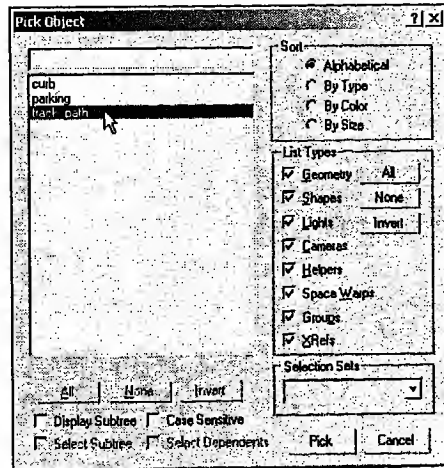 Pick Object
? X
curb
parking
track_path
All None Invert
Display Subtree Case Sensitive
Select Subtree Select Dependents
Sort
Alphabetical
By Type
By Color
By Size
List Types
Geometry All
Shapes None
Lights Invert
Cameras
Helpers
Space Warps
Groups
XRefs
Selection Sets
Pick Cancel